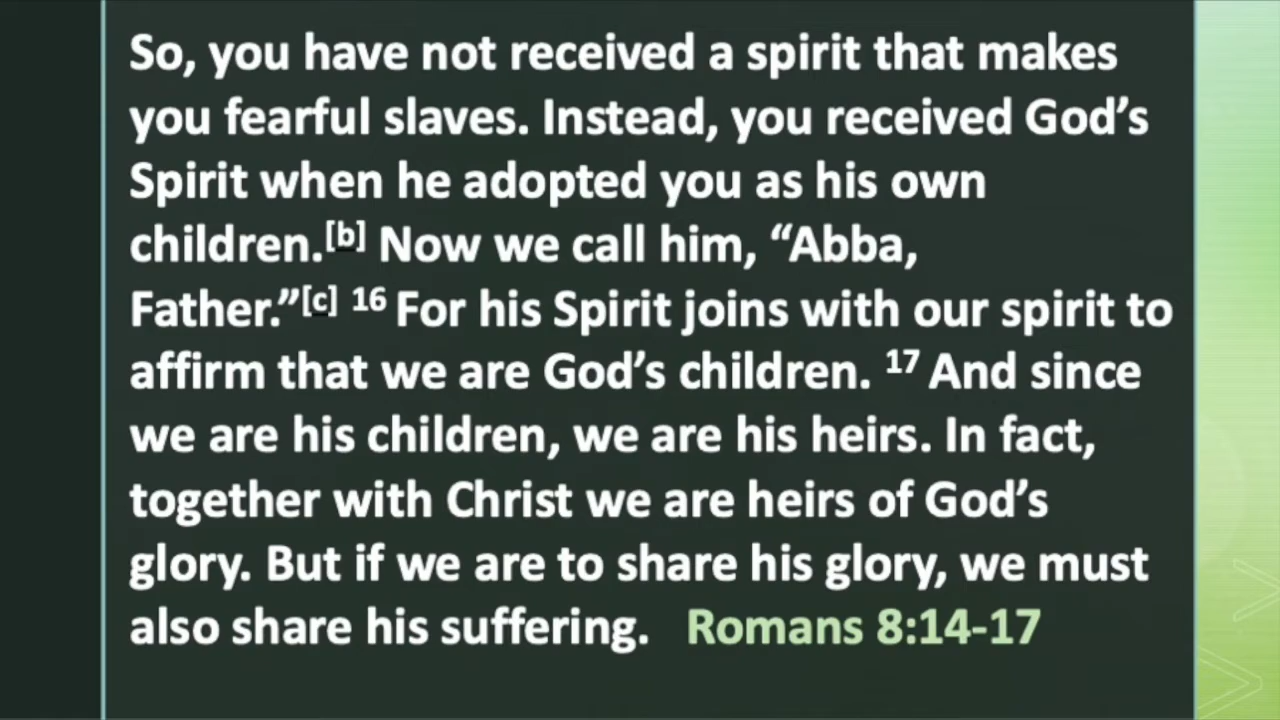 So, you have not received a spirit that makes
you fearful slaves. Instead, you received God’s
Spirit when he adopted you as his own
children.[b] Now we call him, “Abba,
Father.”[c] 16 For his Spirit joins with our spirit to
affirm that we are God’s children. 17 And since
we are his children, we are his heirs. In fact,
together with Christ we are heirs of God’s
glory. But if we are to share his glory, we must
also share his suffering. Romans 8:14-17